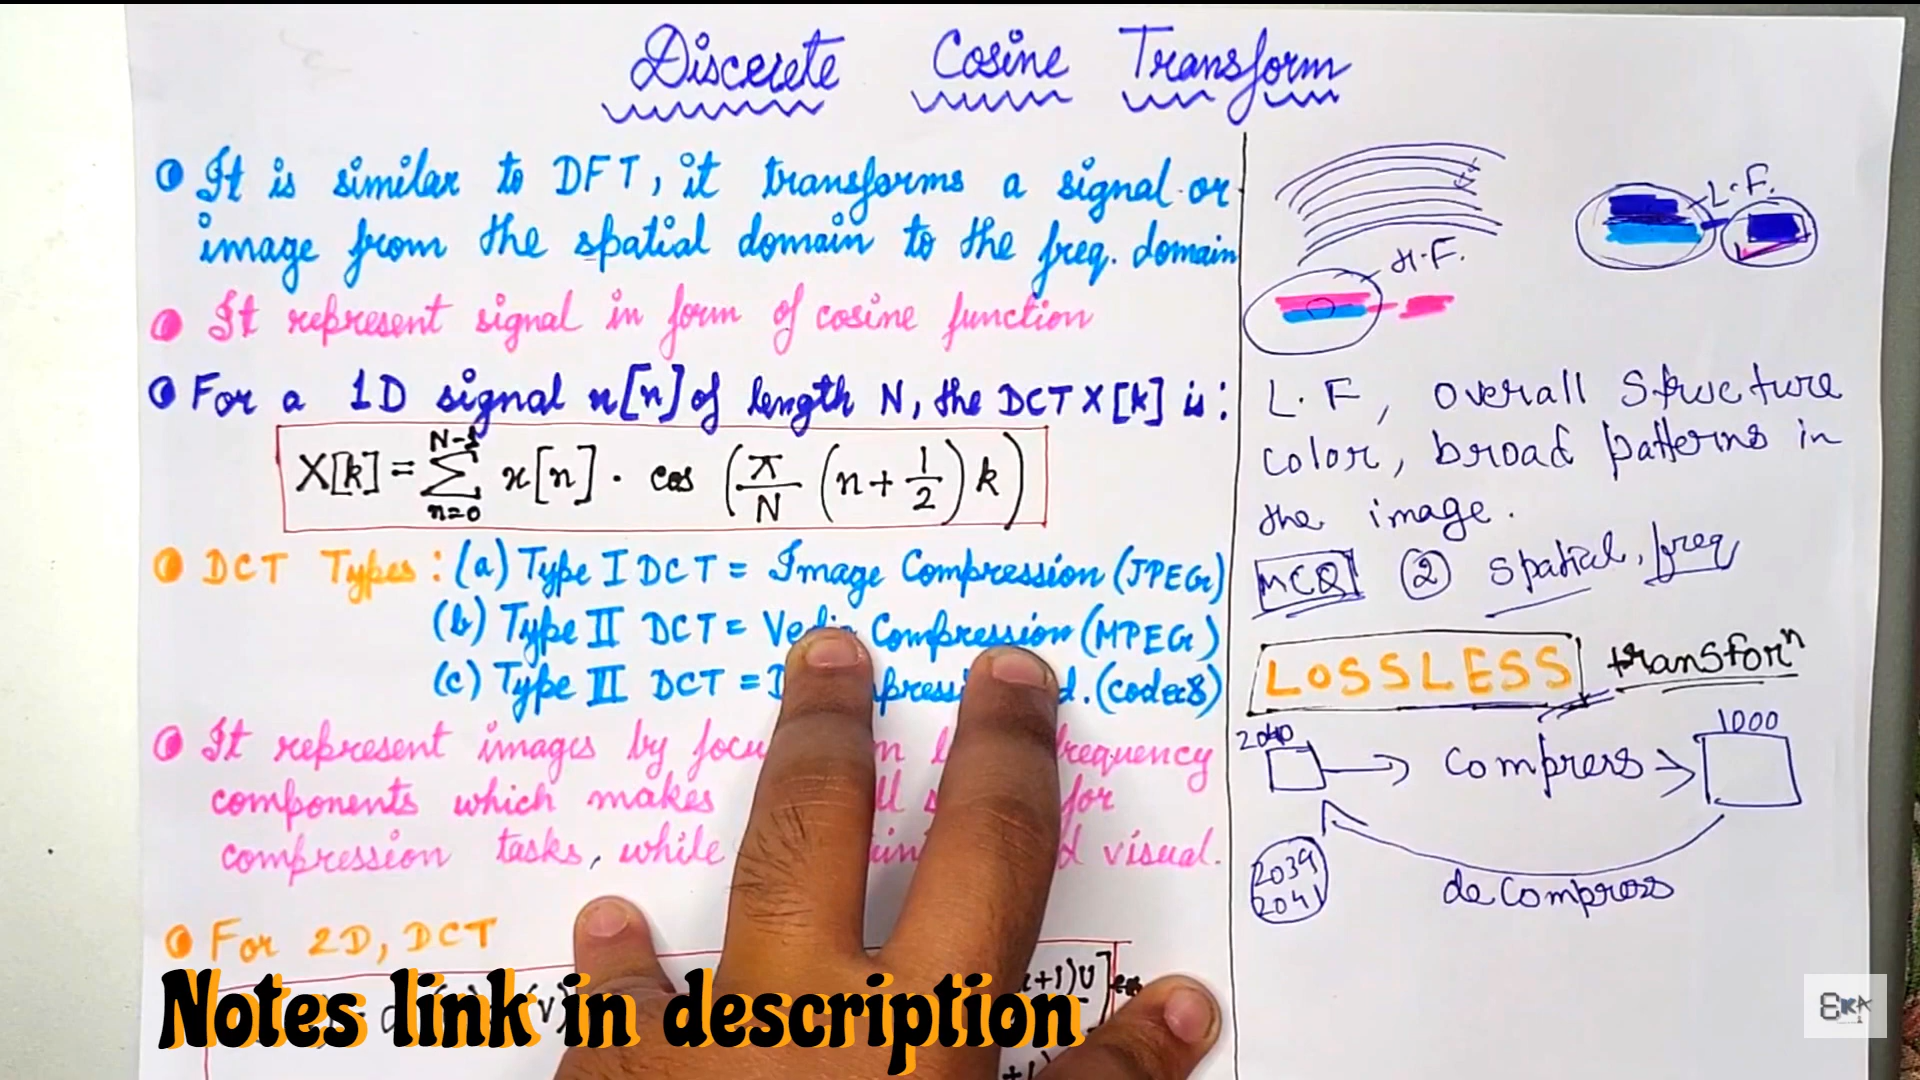 Discerete Cosine Transform
It is similar to DFT, it transforms a signal or
image from the spatial domain to the freq. domain
It represent signal in form of cosine function
For a 1D signal x[n] of length N, the DCT X[k] is:
X[k] = N-1 Σ n=0 x[n] . cos (π/N (n+1/2) k)
DCT Types: (a) Type I DCT = Image Compression (JPEG)
(b) Type II DCT = Compression (MPEG)
(c) Type III DCT = (codecs)
It represent images by frequency
components which makes for
compression tasks, while visual.
For 2D, DCT
L.F.
H.F.
L.F, overall Structure
color, broad patterns in
the image.
MCQ ② spatial, freq
LOSSLESS transforⁿ
2040 → Compress → 1000
2039
2041
de Compress
Notes link in description
EKA